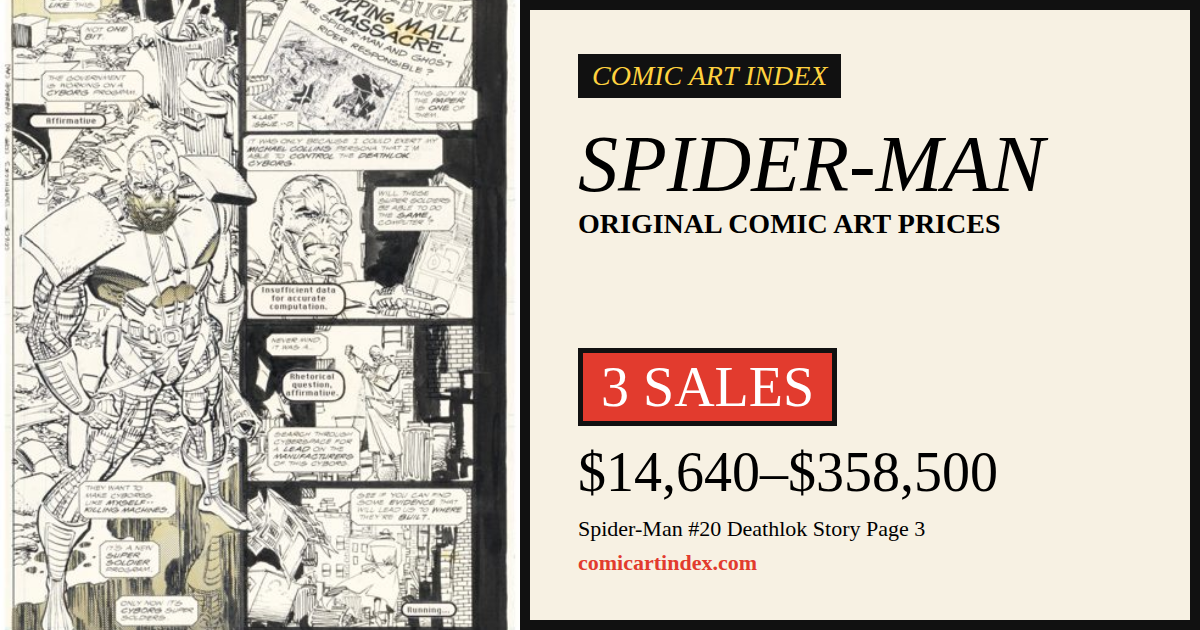 LIKE THIS.
NOT ONE
BIT.
THE GOVERNMENT
IS WORKING ON A
CYBORG PROGRAM.
Affirmative
THEY WANT TO
MAKE CYBORGS
LIKE MYSELF--
KILLING MACHINES.
IT'S A NEW
SUPER
SOLDIER
PROGRAM.
ONLY NOW IT'S
CYBORG SUPER
SOLDIERS.
BUGLE
MALL
MASSACRE.
ARE SPIDER-MAN AND GHOST
RIDER RESPONSIBLE?
THIS GUY IN
THE PAPER
IS ONE OF
THEM.
* LAST
ISSUE.--D.
IT WAS ONLY BECAUSE I COULD EXERT MY
MICHAEL COLLINS PERSONA THAT I'M
ABLE TO CONTROL THE DEATHLOK
CYBORG.
WILL THESE
SUPER SOLDIERS
BE ABLE TO DO
THE SAME,
COMPUTER?
Insufficient data
for accurate
computation.
NEVER MIND,
IT WAS A...
Rhetorical
question,
affirmative.
SEARCH THROUGH
CYBERSPACE FOR
A LEAD ON THE
MANUFACTURERS
OF THIS CYBORG.
SEE IF YOU CAN FIND
SOME EVIDENCE THAT
WILL LEAD US TO WHERE
THEY'RE BUILT.
Running...
COMIC ART INDEX
SPIDER-MAN
ORIGINAL COMIC ART PRICES
3 SALES
$14,640–$358,500
Spider-Man #20 Deathlok Story Page 3
comicartindex.com